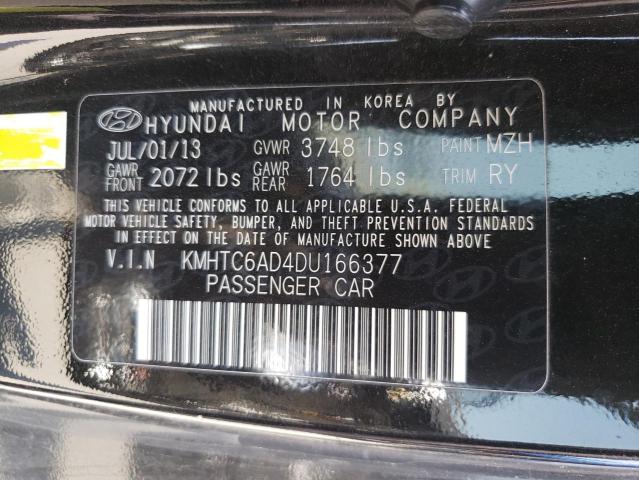 MANUFACTURED IN KOREA BY
HYUNDAI MOTOR COMPANY
JUL/01/13 GVWR 3748 lbs PAINT MZH
GAWR FRONT 2072 lbs GAWR REAR 1764 lbs TRIM RY
THIS VEHICLE CONFORMS TO ALL APPLICABLE U.S.A. FEDERAL
MOTOR VEHICLE SAFETY, BUMPER, AND THEFT PREVENTION STANDARDS
IN EFFECT ON THE DATE OF MANUFACTURE SHOWN ABOVE
V.I.N KMHTC6AD4DU166377
PASSENGER CAR